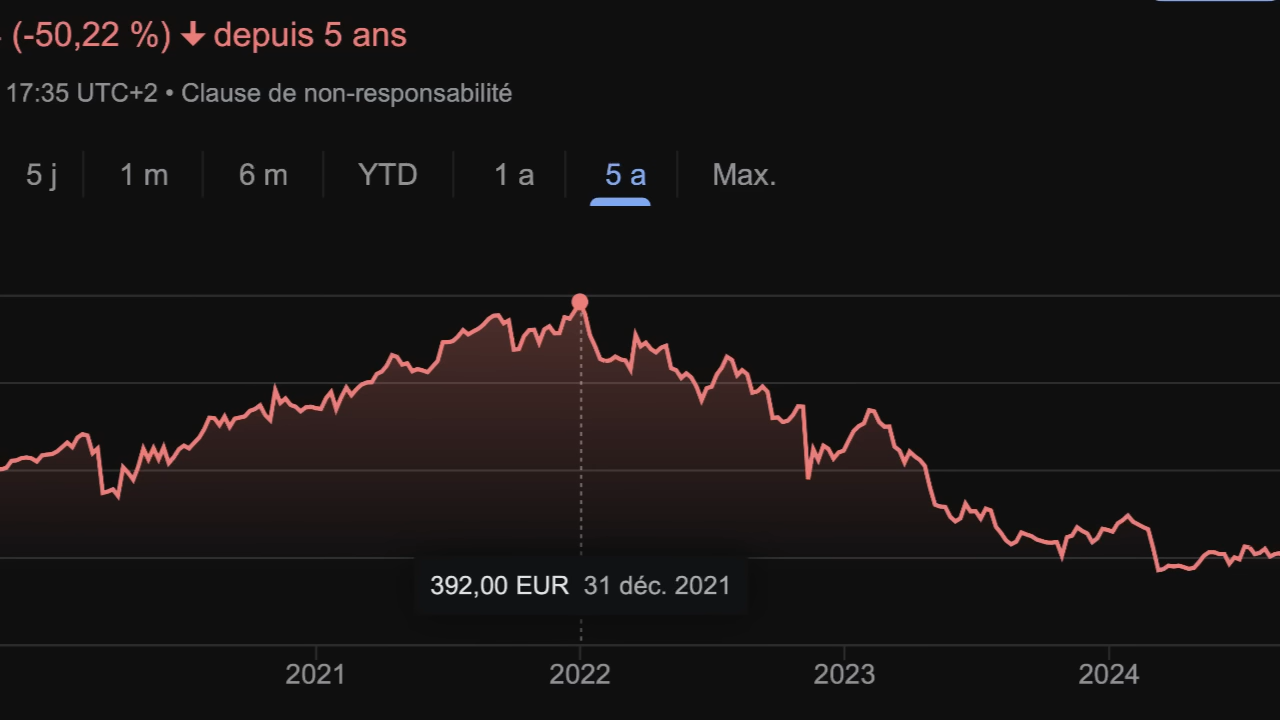 (-50,22 %) ↓ depuis 5 ans
17:35 UTC+2 • Clause de non-responsabilité
5 j 1 m 6 m YTD 1 a 5 a Max.
392,00 EUR 31 déc. 2021
2021 2022 2023 2024